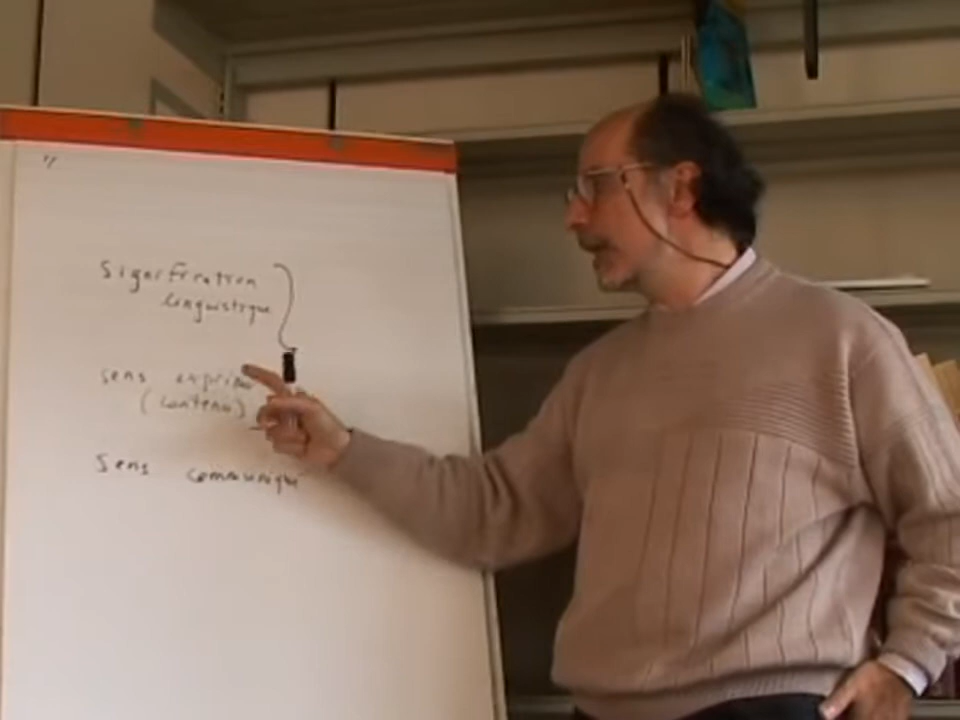 Signification
linguistique
Sens exprimé
(contenu)
Sens communiqué